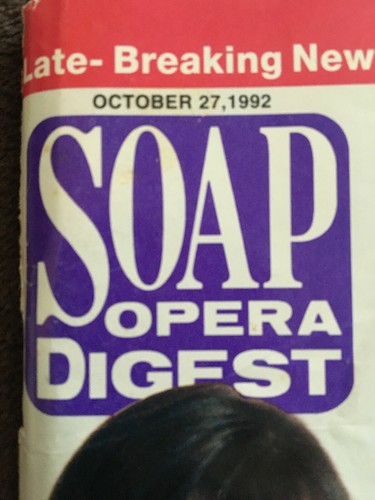 Late- Breaking New
OCTOBER 27,1992
SOAP
OPERA
DIGEST